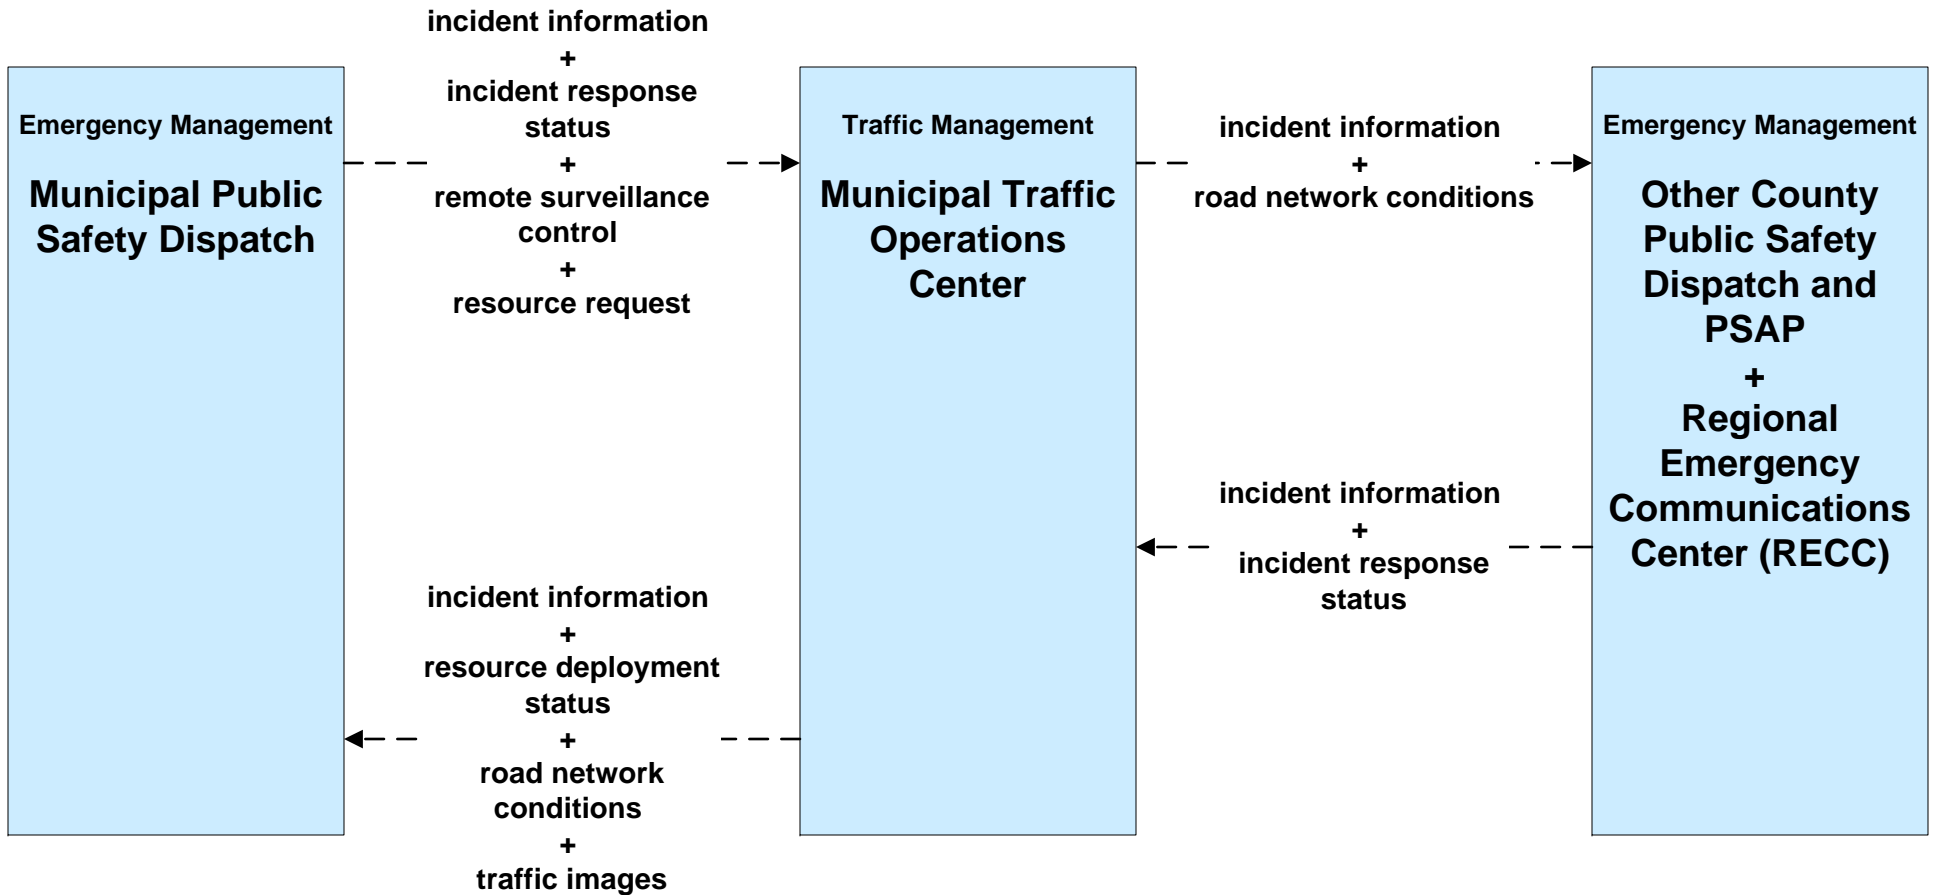 incident information
+
incident response
status
+
remote surveillance
control
+
resource request
Emergency Management
Municipal Public
Safety Dispatch
Traffic Management
Municipal Traffic
Operations
Center
incident information
+
road network conditions
Emergency Management
Other County
Public Safety
Dispatch and
PSAP
+
Regional
Emergency
Communications
Center (RECC)
incident information
+
incident response
status
incident information
+
resource deployment
status
+
road network
conditions
+
traffic images